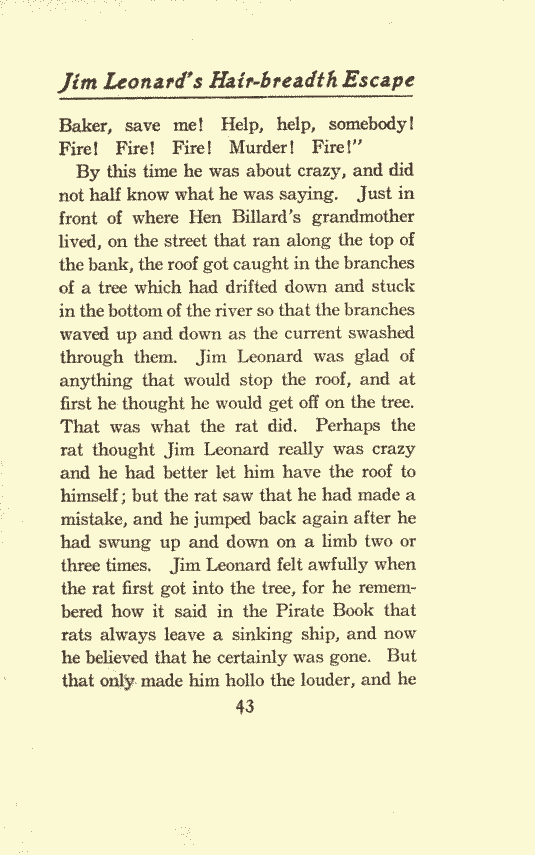 Jim Leonard's Hair-breadth Escape
Baker, save me! Help, help, somebody!
Fire! Fire! Fire! Murder! Fire!"
By this time he was about crazy, and did
not half know what he was saying. Just in
front of where Hen Billard's grandmother
lived, on the street that ran along the top of
the bank, the roof got caught in the branches
of a tree which had drifted down and stuck
in the bottom of the river so that the branches
waved up and down as the current swashed
through them. Jim Leonard was glad of
anything that would stop the roof, and at
first he thought he would get off on the tree.
That was what the rat did. Perhaps the
rat thought Jim Leonard really was crazy
and he had better let him have the roof to
himself; but the rat saw that he had made a
mistake, and he jumped back again after he
had swung up and down on a limb two or
three times. Jim Leonard felt awfully when
the rat first got into the tree, for he remem-
bered how it said in the Pirate Book that
rats always leave a sinking ship, and now
he believed that he certainly was gone. But
that only made him hollo the louder, and he
43